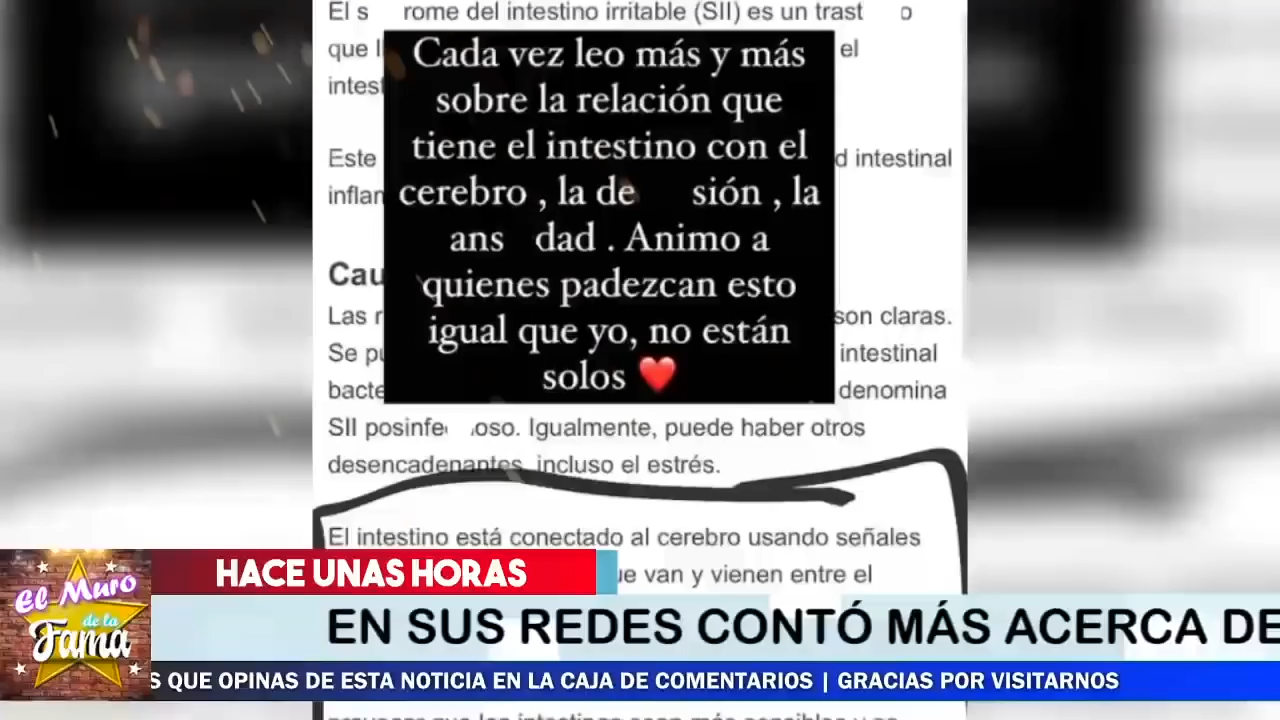 El s rome del intestino irritable (SII) es un trast o
que l el
intest
Cada vez leo más y más
sobre la relación que
tiene el intestino con el
cerebro , la de sión , la
ans dad . Animo a
quienes padezcan esto
igual que yo, no están
solos ❤️
Este d intestinal
inflan
Cau
Las r son claras.
Se pu intestinal
bacte denomina
SII posinfe oso. Igualmente, puede haber otros
desencadenantes, incluso el estrés.
El intestino está conectado al cerebro usando señales
ue van y vienen entre el
HACE UNAS HORAS
EN SUS REDES CONTÓ MÁS ACERCA DE
S QUE OPINAS DE ESTA NOTICIA EN LA CAJA DE COMENTARIOS | GRACIAS POR VISITARNOS
El Muro
de la
Fama